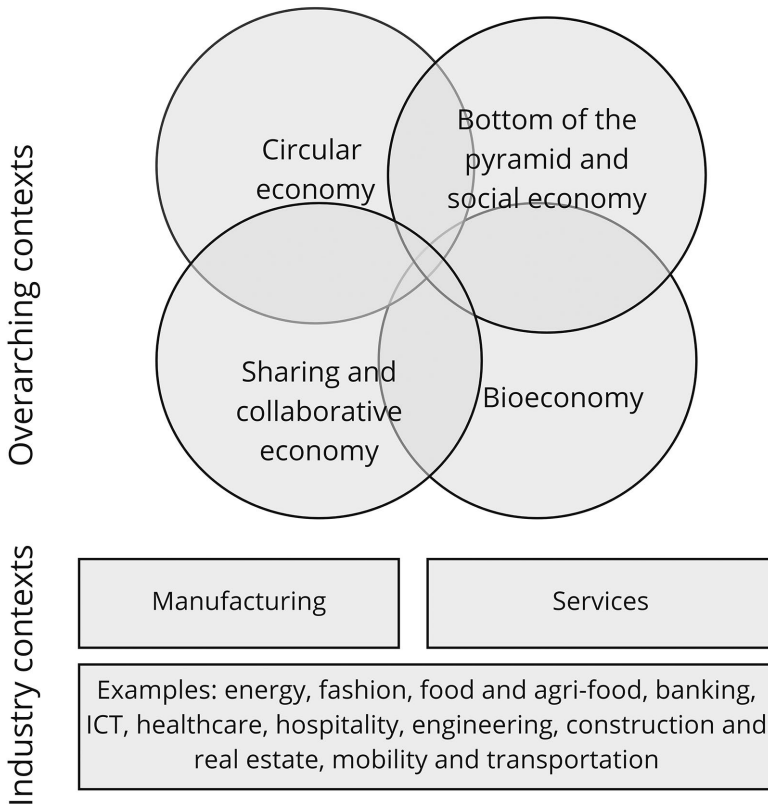 Overarching contexts
Circular
economy
Bottom of the
pyramid and
social economy
Sharing and
collaborative
economy
Bioeconomy
Industry contexts
Manufacturing
Services
Examples: energy, fashion, food and agri-food, banking,
ICT, healthcare, hospitality, engineering, construction and
real estate, mobility and transportation